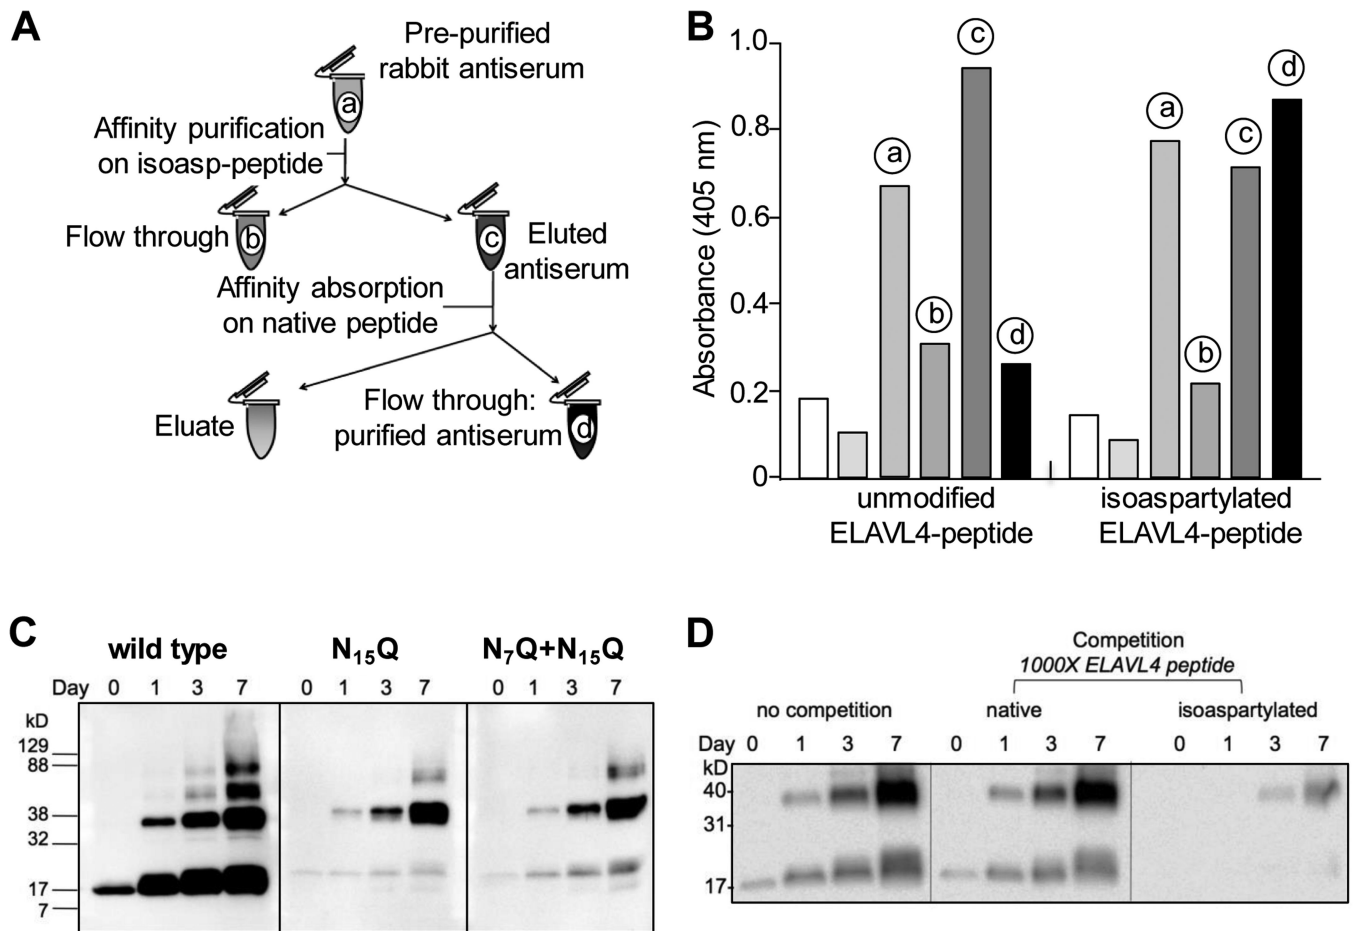 A
Pre-purified
rabbit antiserum
a
Affinity purification
on isoasp-peptide
Flow through
b
c
Eluted
antiserum
Affinity absorption
on native peptide
Eluate
Flow through:
purified antiserum
d
B
Absorbance (405 nm)
1.0
0.8
0.6
0.4
0.2
0
a
b
c
d
a
b
c
d
unmodified
ELAVL4-peptide
isoaspartylated
ELAVL4-peptide
C
wild type
N15Q
N7Q+N15Q
Day 0 1 3 7 0 1 3 7 0 1 3 7
kD
129
88
38
32
17
7
D
Competition
1000X ELAVL4 peptide
no competition
native
isoaspartylated
Day 0 1 3 7 0 1 3 7 0 1 3 7
kD
40
31
17